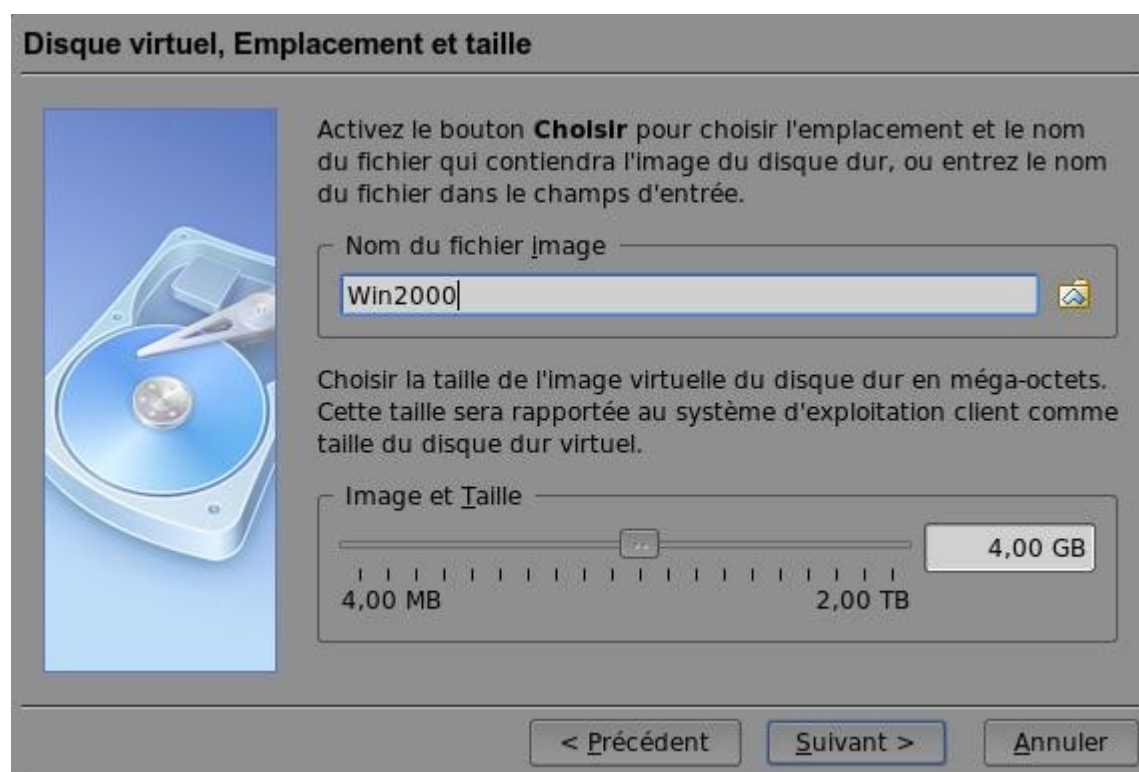 Disque virtuel, Emplacement et taille
Activez le bouton Choisir pour choisir l'emplacement et le nom
du fichier qui contiendra l'image du disque dur, ou entrez le nom
du fichier dans le champs d'entrée.
Nom du fichier image
Win2000
Choisir la taille de l'image virtuelle du disque dur en méga-octets.
Cette taille sera rapportée au système d'exploitation client comme
taille du disque dur virtuel.
Image et Taille
4,00 GB
4,00 MB 2,00 TB
< Précédent Suivant > Annuler